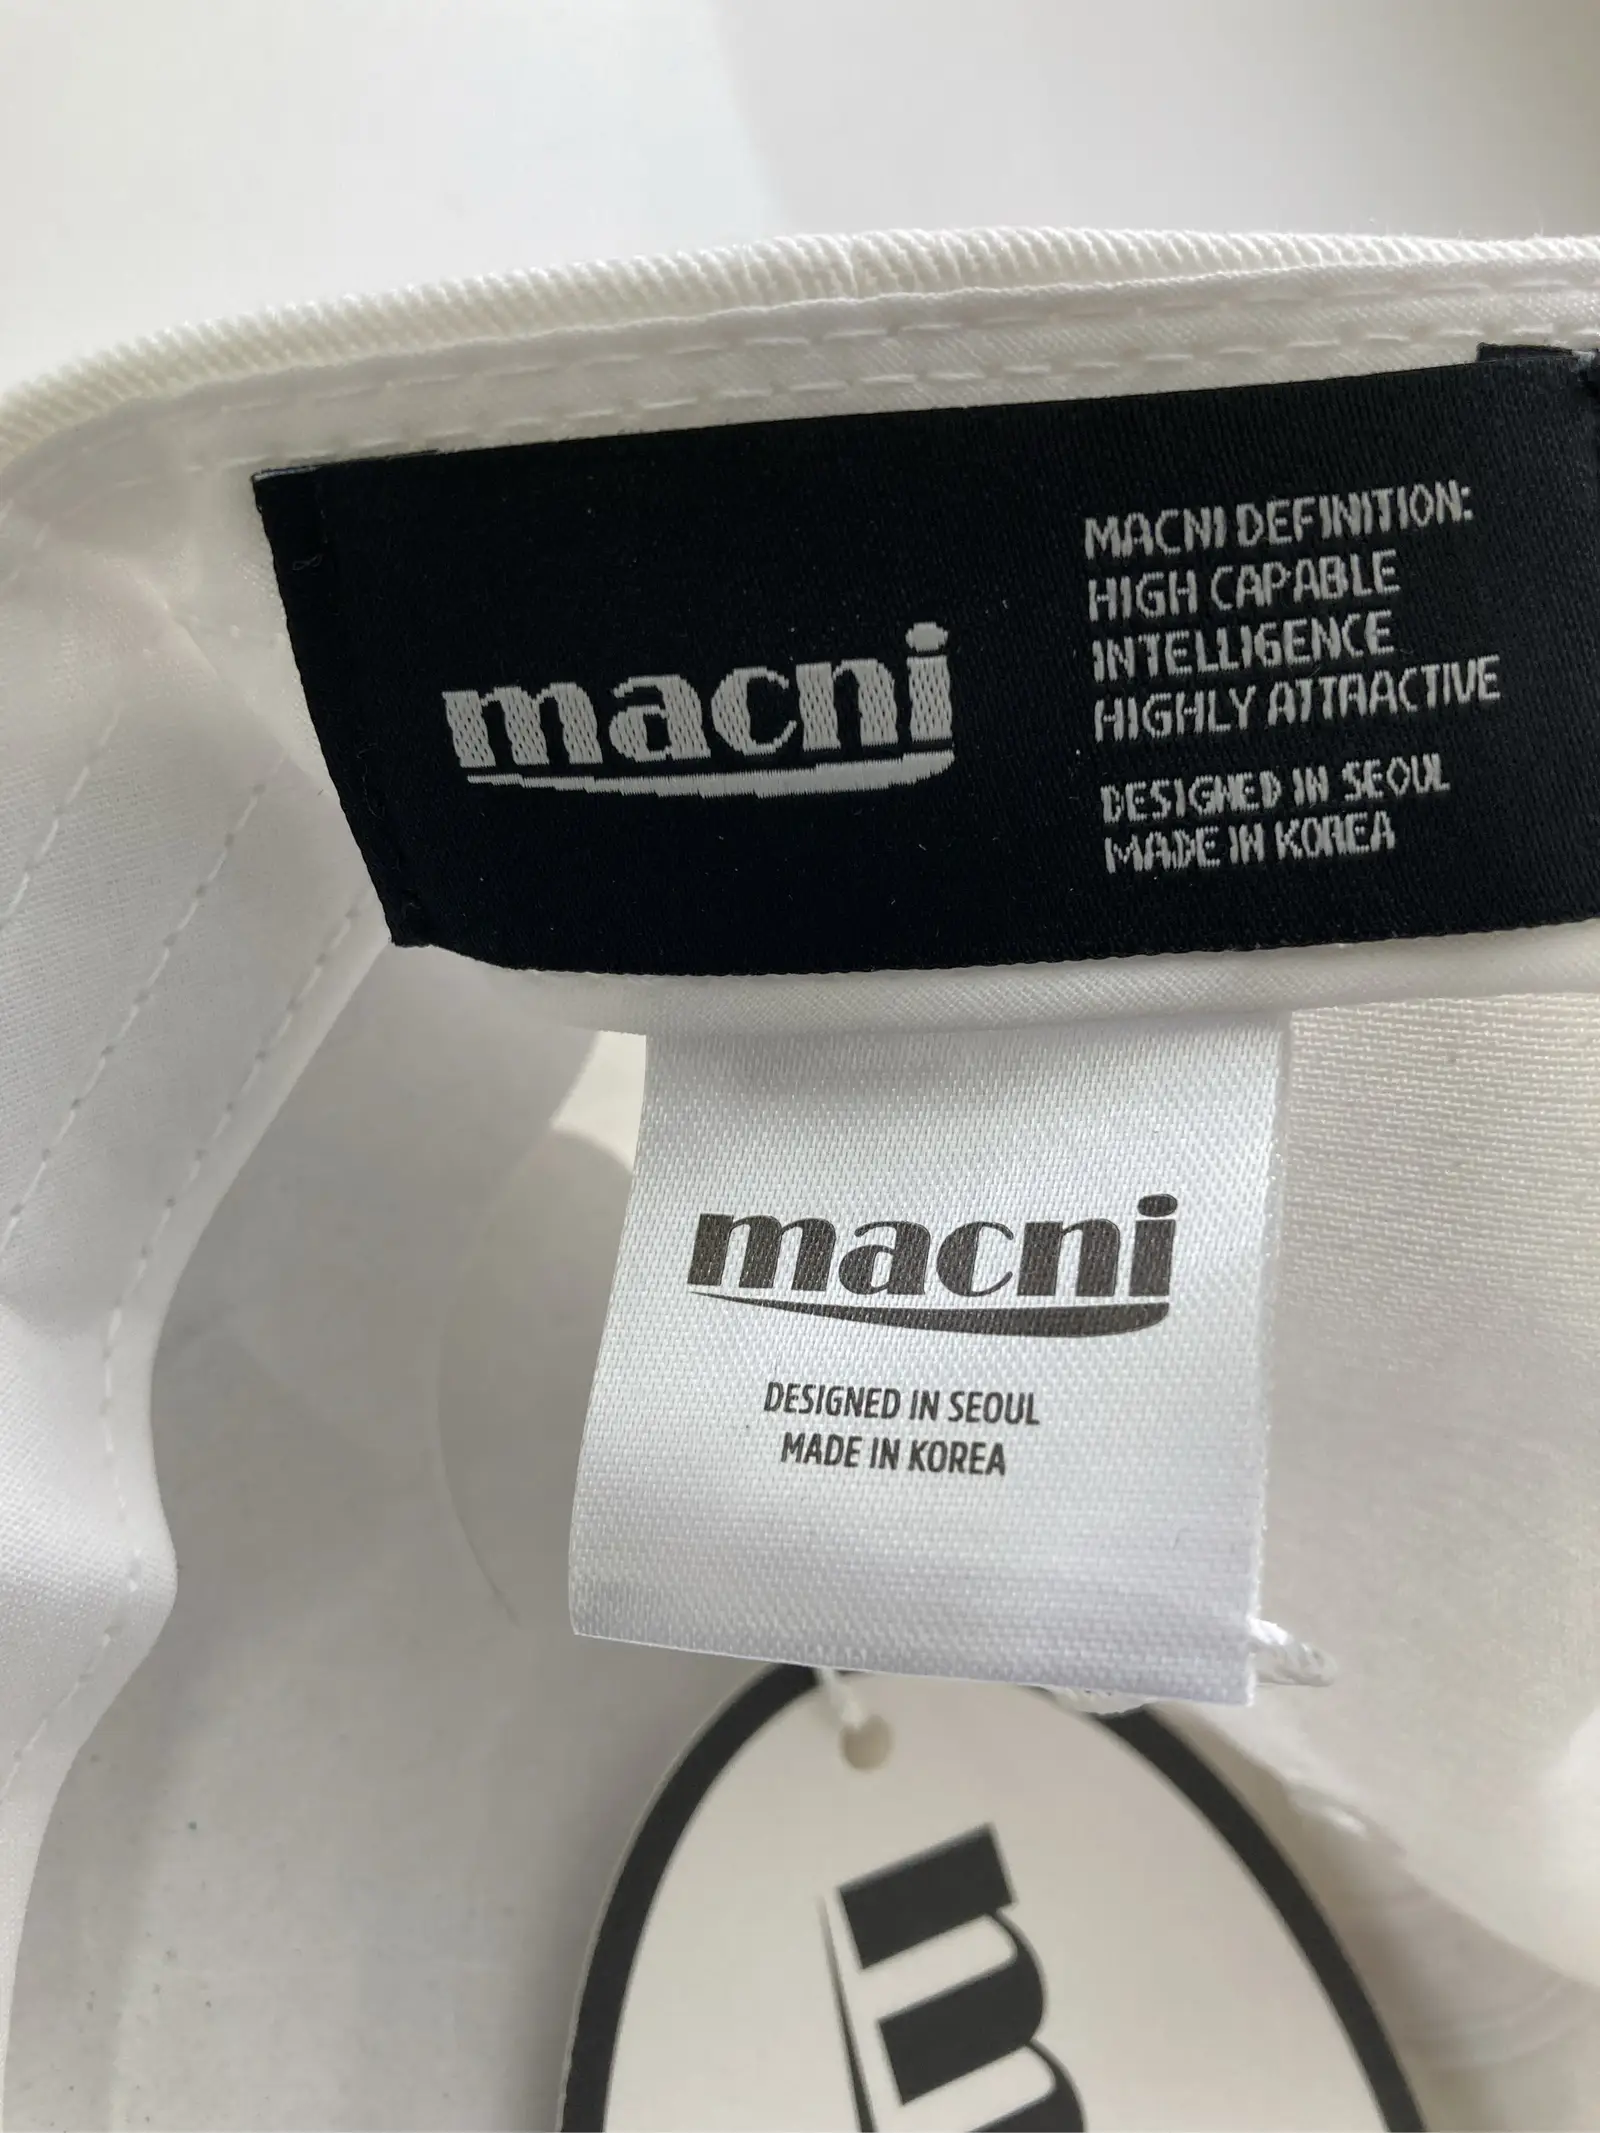 macni
MACNI DEFINITION:
HIGH CAPABLE
INTELLIGENCE
HIGHLY ATTRACTIVE
DESIGNED IN SEOUL
MADE IN KOREA
macni
DESIGNED IN SEOUL
MADE IN KOREA
m